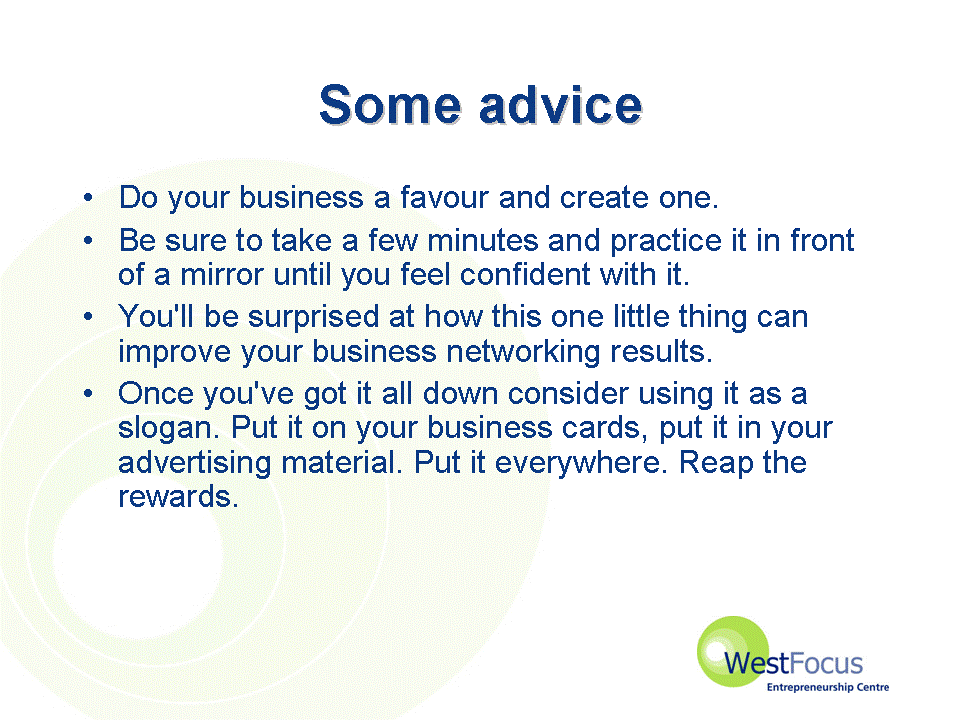 Some advice
• Do your business a favour and create one.
• Be sure to take a few minutes and practice it in front
of a mirror until you feel confident with it.
• You'll be surprised at how this one little thing can
improve your business networking results.
• Once you've got it all down consider using it as a
slogan. Put it on your business cards, put it in your
advertising material. Put it everywhere. Reap the
rewards.
WestFocus
Entrepreneurship Centre